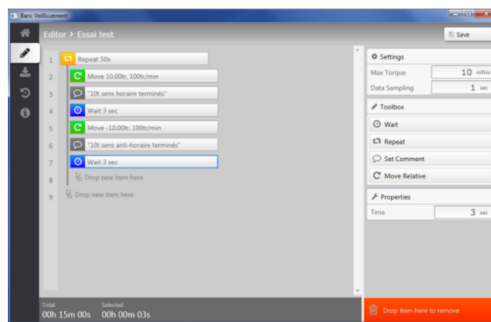 Banc Veillissement
Editor > Essai test
Save
1 Repeat 50x
2 Move 10.00tr, 100tr/min
3 "10t sens horaire terminés"
4 Wait 3 sec
5 Move -10.00tr, 100tr/min
6 "10t sens anti-horaire terminés"
7 Wait 3 sec
8 Drop new item here
9 Drop new item here
Settings
Max Torque 10 mNm
Data Sampling 1 sec
Toolbox
Wait
Repeat
Set Comment
Move Relative
Properties
Time 3 sec
Total Selected
00h 15m 00s 00h 00m 03s
Drop item here to remove